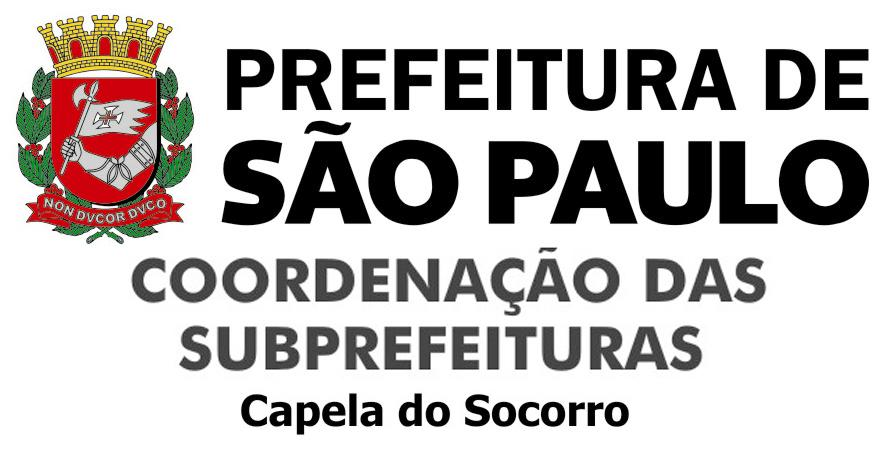 PREFEITURA DE
SÃO PAULO
NON DVCOR DVCO
COORDENAÇÃO DAS
SUBPREFEITURAS
Capela do Socorro